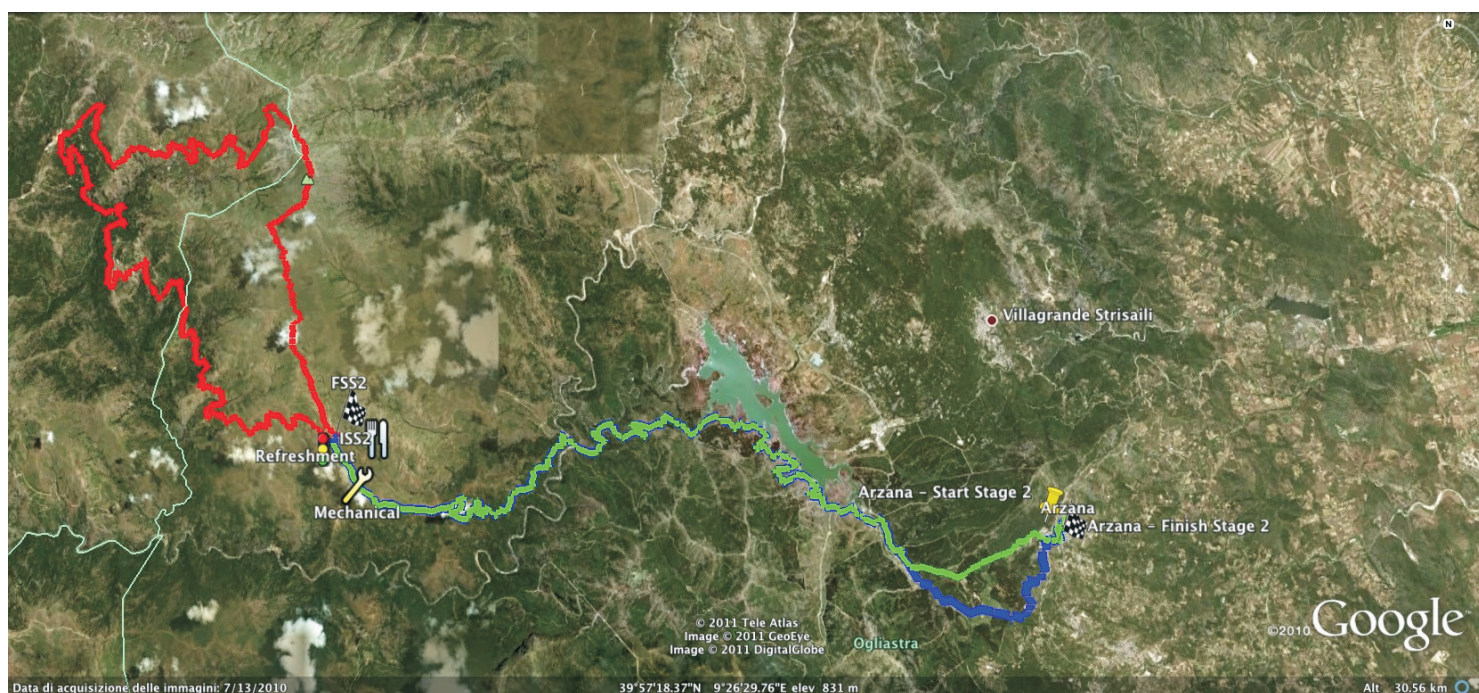 N
Villagrande Strisaili
FSS2
ISS2
Refreshment
Mechanical
Arzana - Start Stage 2
Arzana
Arzana - Finish Stage 2
© 2011 Tele Atlas
Image © 2011 GeoEye
Image © 2011 DigitalGlobe
Ogliastra
©2010 Google
Data di acquisizione delle immagini: 7/13/2010
39°57'18.37"N 9°26'29.76"E elev 831 m
Alt 30.56 km